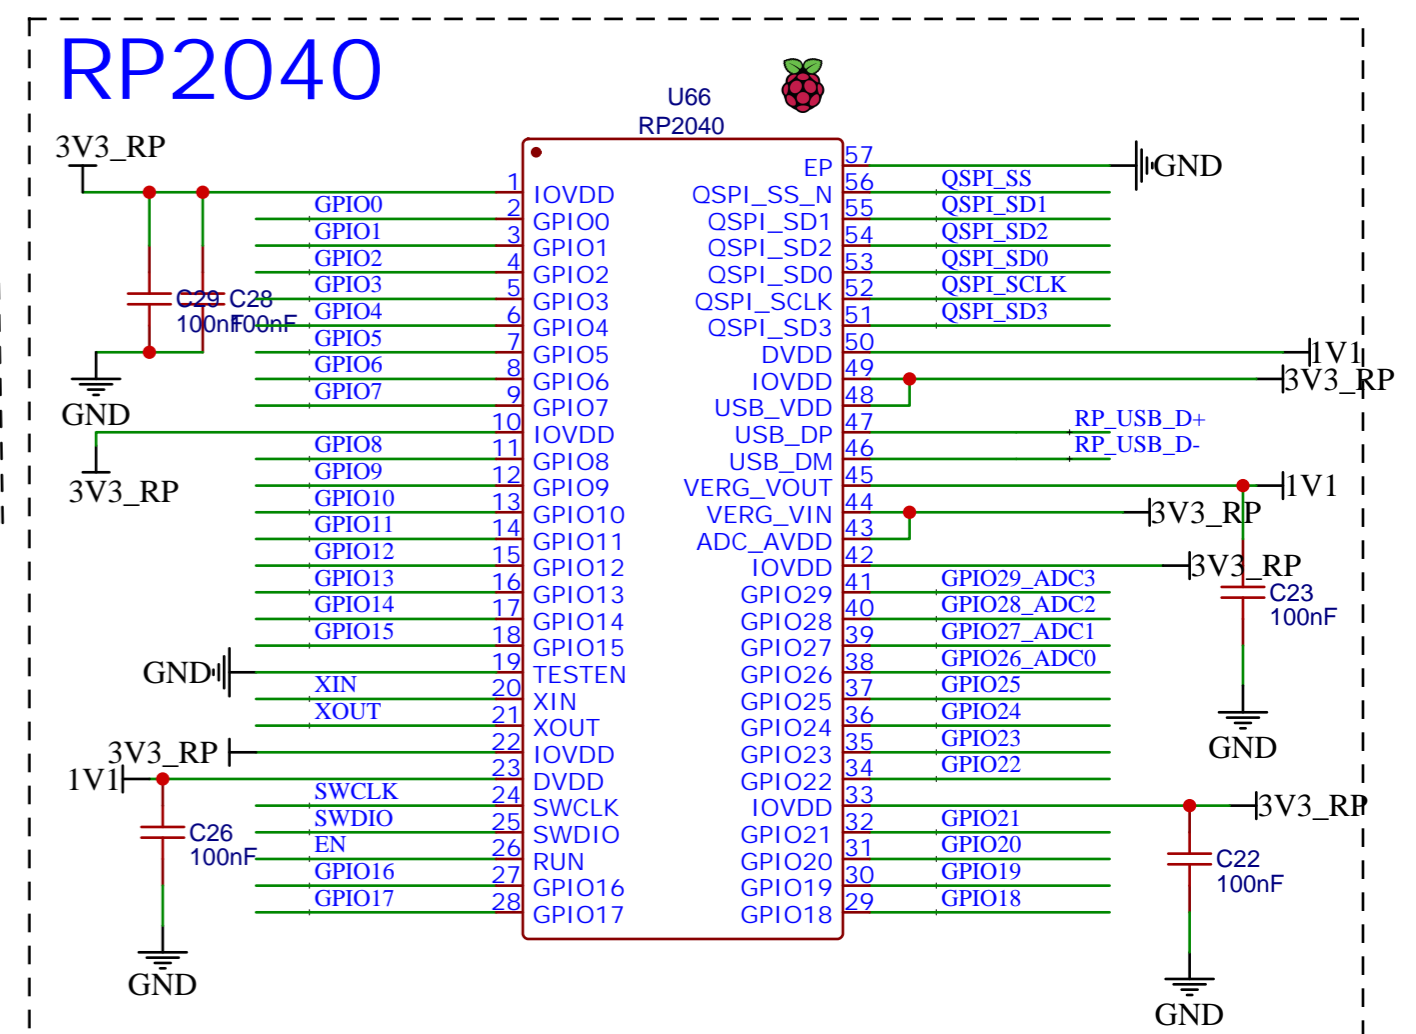 RP2040
U66
RP2040
3V3_RP
C29
100nF
C28
100nF
GND
3V3_RP
GPIO0 1 IOVDD
GPIO1 2 GPIO0
GPIO2 3 GPIO1
GPIO3 4 GPIO2
GPIO4 5 GPIO3
GPIO5 6 GPIO4
GPIO6 7 GPIO5
GPIO7 8 GPIO6
9 GPIO7
10 IOVDD
GPIO8 11 GPIO8
GPIO9 12 GPIO9
GPIO10 13 GPIO10
GPIO11 14 GPIO11
GPIO12 15 GPIO12
GPIO13 16 GPIO13
GPIO14 17 GPIO14
GPIO15 18 GPIO15
GND 19 TESTEN
XIN 20 XIN
XOUT 21 XOUT
3V3_RP 22 IOVDD
1V1 23 DVDD
SWCLK 24 SWCLK
SWDIO 25 SWDIO
EN 26 RUN
GPIO16 27 GPIO16
GPIO17 28 GPIO17
C26
100nF
GND
EP 57 GND
QSPI_SS_N 56 QSPI_SS
QSPI_SD1 55 QSPI_SD1
QSPI_SD2 54 QSPI_SD2
QSPI_SD0 53 QSPI_SD0
QSPI_SCLK 52 QSPI_SCLK
QSPI_SD3 51 QSPI_SD3
DVDD 50 1V1
IOVDD 49 3V3_RP
USB_VDD 48
USB_DP 47 RP_USB_D+
USB_DM 46 RP_USB_D-
VERG_VOUT 45 1V1
VERG_VIN 44 3V3_RP
ADC_AVDD 43
IOVDD 42 3V3_RP
GPIO29 41 GPIO29_ADC3
GPIO28 40 GPIO28_ADC2
GPIO27 39 GPIO27_ADC1
GPIO26 38 GPIO26_ADC0
GPIO25 37 GPIO25
GPIO24 36 GPIO24
GPIO23 35 GPIO23
GPIO22 34 GPIO22
IOVDD 33 3V3_RP
GPIO21 32 GPIO21
GPIO20 31 GPIO20
GPIO19 30 GPIO19
GPIO18 29 GPIO18
C23
100nF
GND
C22
100nF
GND